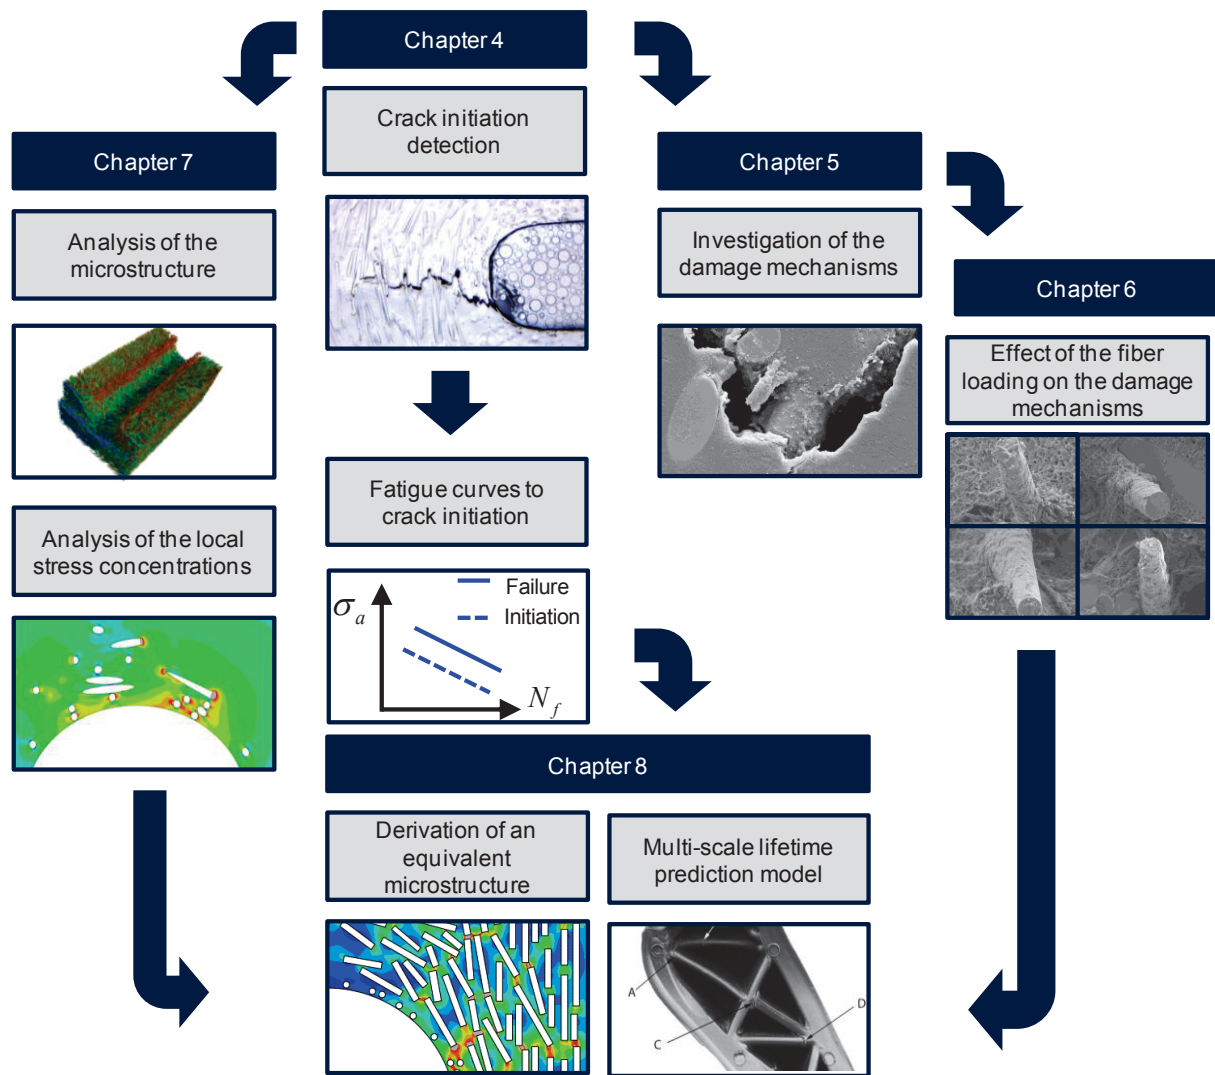 Chapter 4
Crack initiation
detection
Chapter 7
Analysis of the
microstructure
Analysis of the local
stress concentrations
Fatigue curves to
crack initiation
σa
Failure
Initiation
Nf
Chapter 5
Investigation of the
damage mechanisms
Chapter 6
Effect of the fiber
loading on the damage
mechanisms
Chapter 8
Derivation of an
equivalent
microstructure
Multi-scale lifetime
prediction model
A
C
D